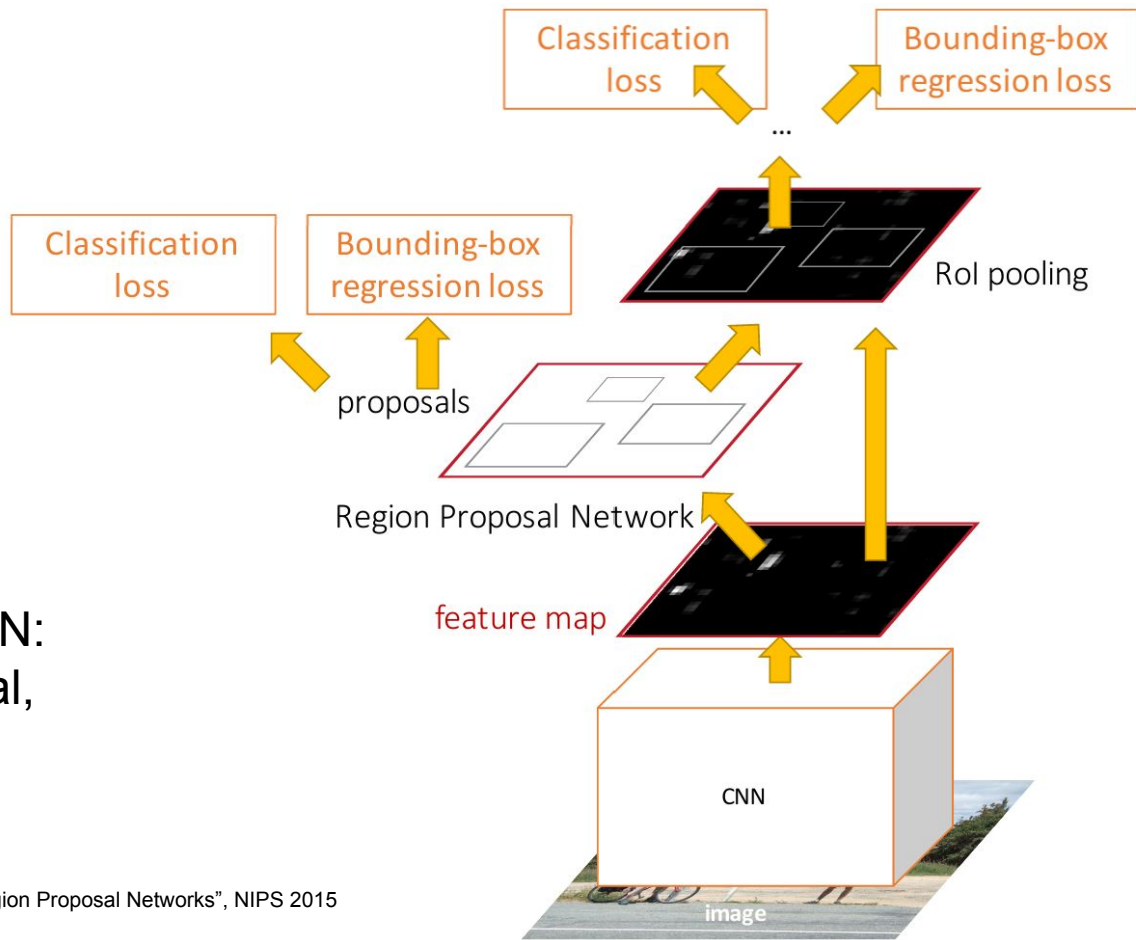 Classification
loss
Bounding-box
regression loss
...
Classification
loss
Bounding-box
regression loss
RoI pooling
proposals
Region Proposal Network
feature map
N:
al,
CNN
gion Proposal Networks”, NIPS 2015
image